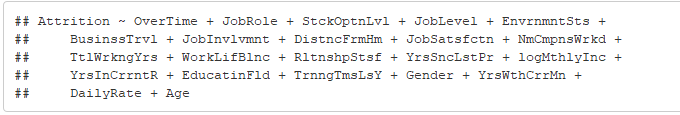 ## Attrition ~ OverTime + JobRole + StckOptnLvl + JobLevel + EnvrnmntSts +
##     BusinssTrvl + JobInvlvmnt + DistncFrmHm + JobSatsfctn + NmCmpnsWrkd +
##     TtlWrkngYrs + WorkLifBlnc + RltnshpStsf + YrsSncLstPr + logMthlyInc +
##     YrsInCrrntR + EducatinFld + TrnngTmsLsY + Gender + YrsWthCrrMn +
##     DailyRate + Age